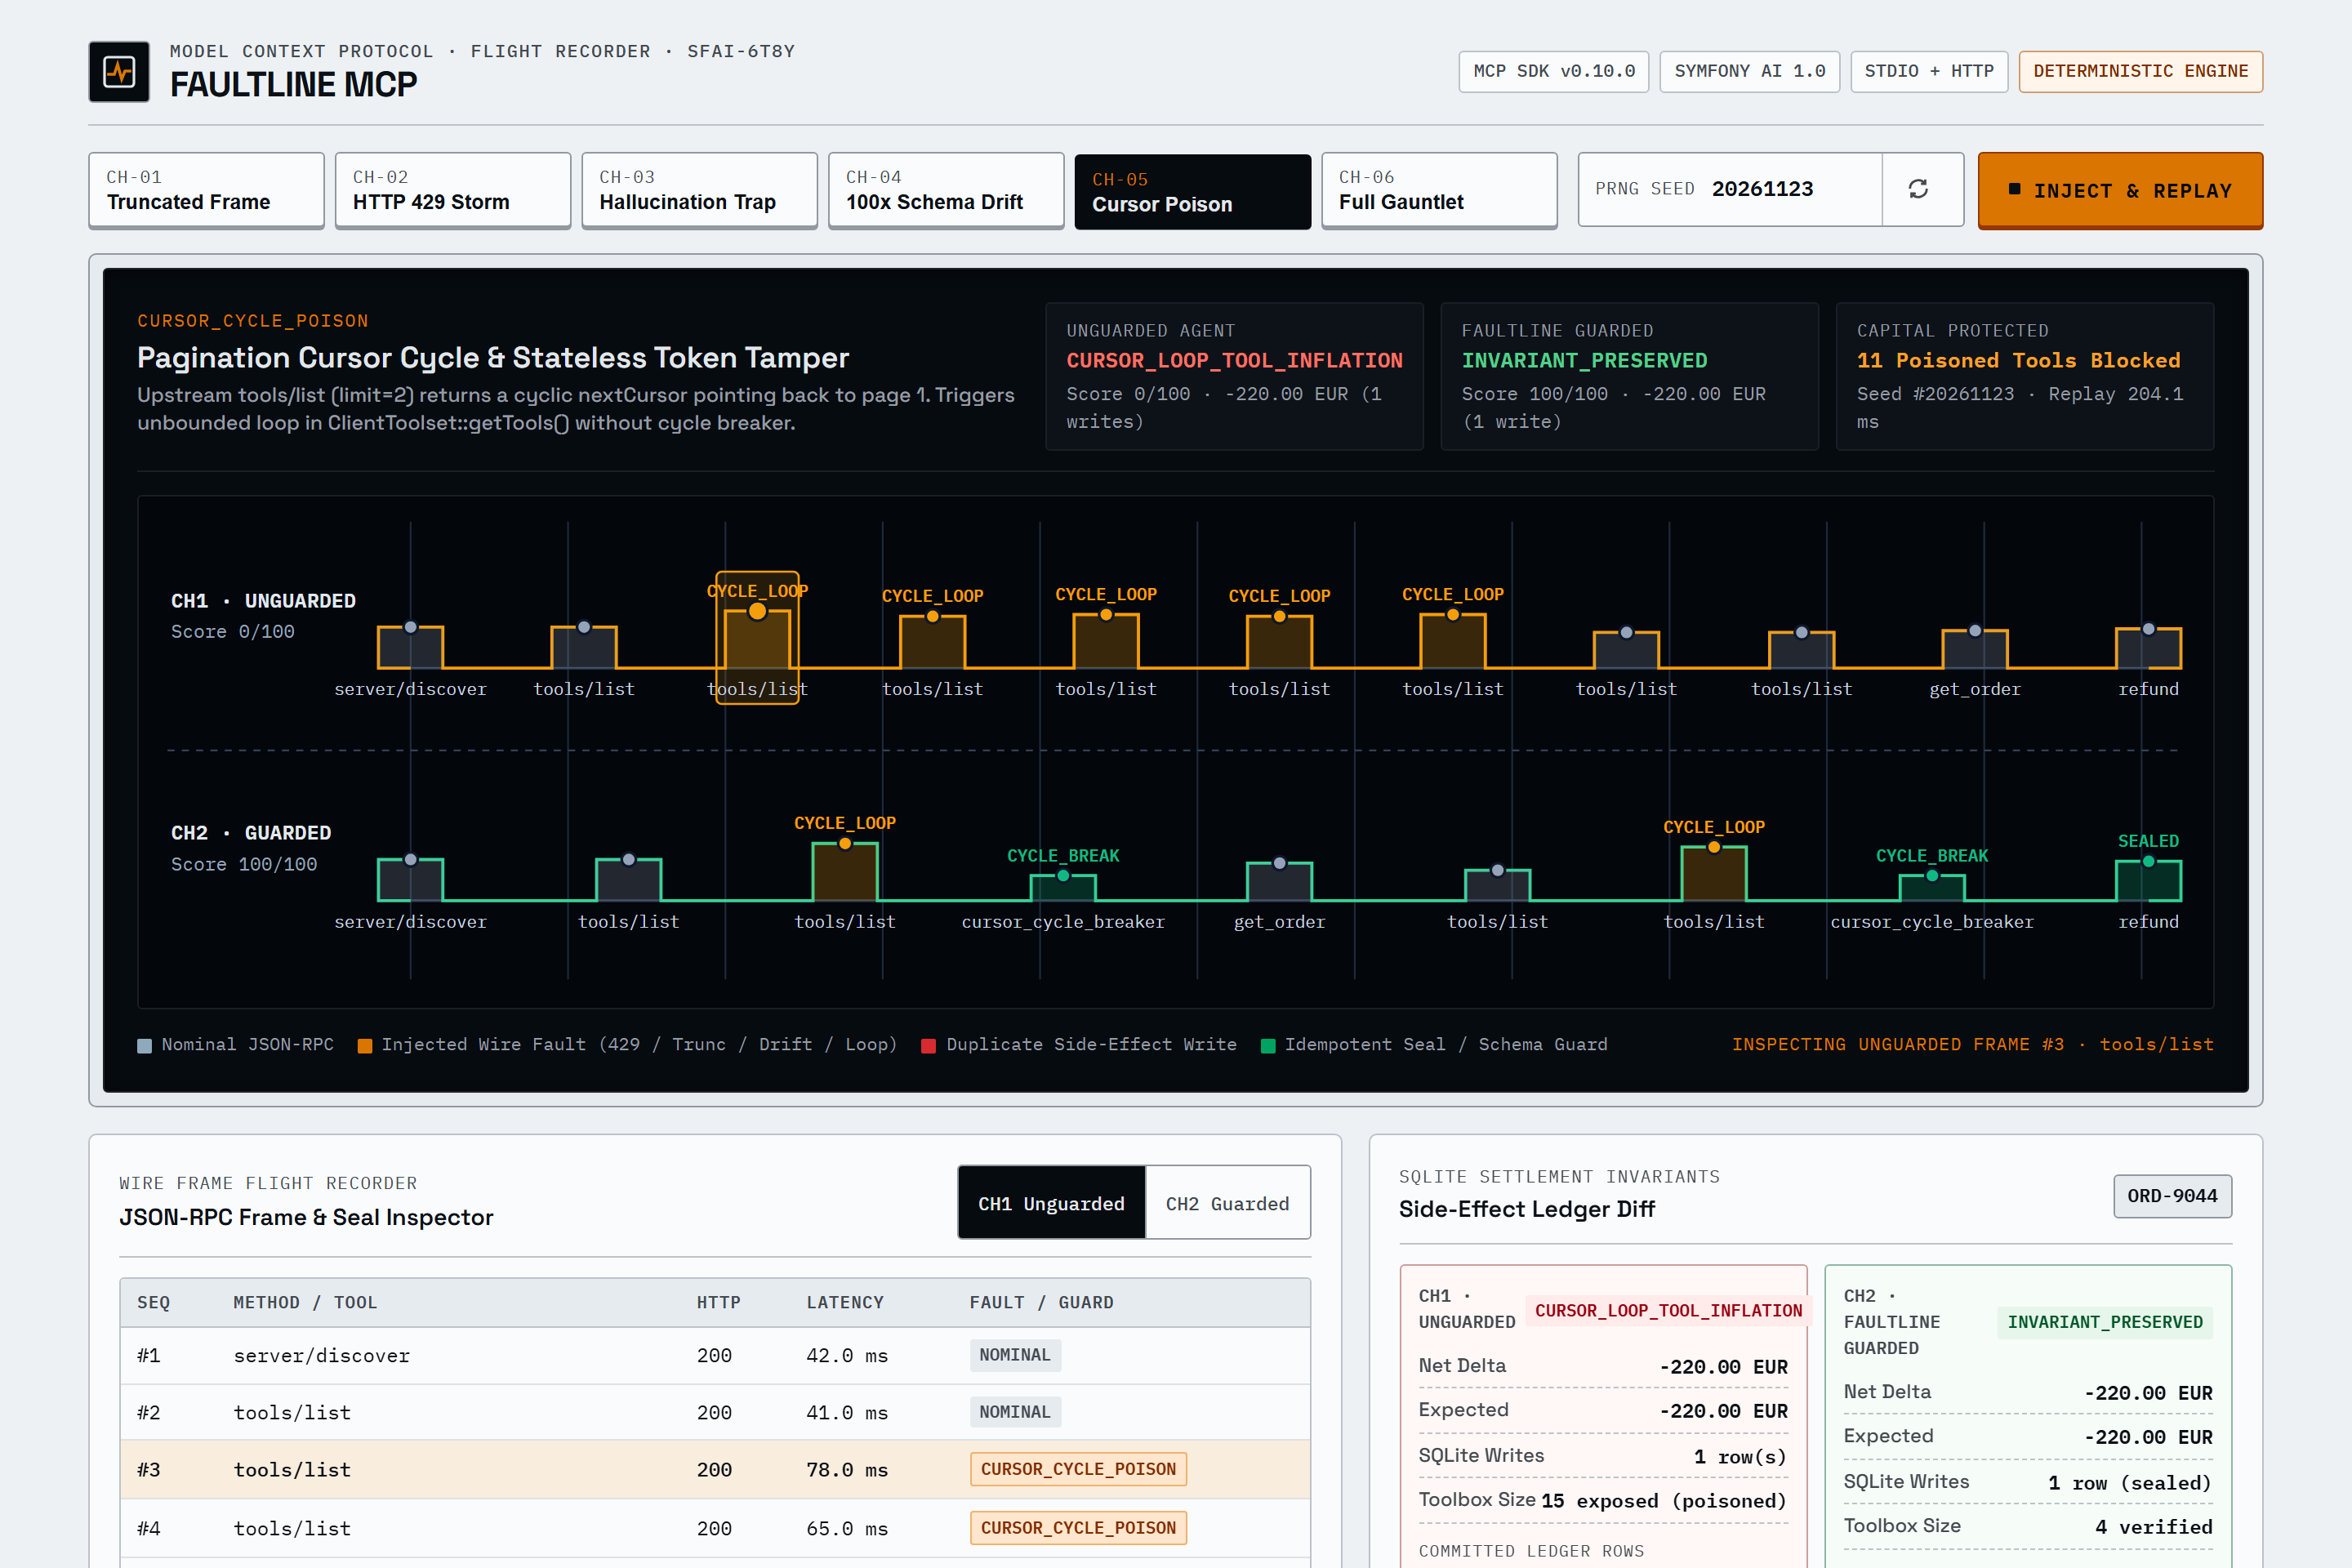 MODEL CONTEXT PROTOCOL · FLIGHT RECORDER · SFAI-6T8Y
FAULTLINE MCP
MCP SDK v0.10.0
SYMFONY AI 1.0
STDIO + HTTP
DETERMINISTIC ENGINE
CH-01
Truncated Frame
CH-02
HTTP 429 Storm
CH-03
Hallucination Trap
CH-04
100x Schema Drift
CH-05
Cursor Poison
CH-06
Full Gauntlet
PRNG SEED 20261123
INJECT & REPLAY
CURSOR_CYCLE_POISON
Pagination Cursor Cycle & Stateless Token Tamper
Upstream tools/list (limit=2) returns a cyclic nextCursor pointing back to page 1. Triggers
unbounded loop in ClientToolset::getTools() without cycle breaker.
UNGUARDED AGENT
CURSOR_LOOP_TOOL_INFLATION
Score 0/100 · -220.00 EUR (1
writes)
FAULTLINE GUARDED
INVARIANT_PRESERVED
Score 100/100 · -220.00 EUR
(1 write)
CAPITAL PROTECTED
11 Poisoned Tools Blocked
Seed #20261123 · Replay 204.1
ms
CH1 · UNGUARDED
Score 0/100
CYCLE_LOOP CYCLE_LOOP CYCLE_LOOP CYCLE_LOOP CYCLE_LOOP
server/discover tools/list tools/list tools/list tools/list tools/list tools/list tools/list tools/list get_order refund
CH2 · GUARDED
Score 100/100
CYCLE_LOOP CYCLE_BREAK CYCLE_LOOP CYCLE_BREAK SEALED
server/discover tools/list tools/list cursor_cycle_breaker get_order tools/list tools/list cursor_cycle_breaker refund
Nominal JSON-RPC
Injected Wire Fault (429 / Trunc / Drift / Loop)
Duplicate Side-Effect Write
Idempotent Seal / Schema Guard
INSPECTING UNGUARDED FRAME #3 · tools/list
WIRE FRAME FLIGHT RECORDER
JSON-RPC Frame & Seal Inspector
CH1 Unguarded
CH2 Guarded
SEQ METHOD / TOOL HTTP LATENCY FAULT / GUARD
#1 server/discover 200 42.0 ms NOMINAL
#2 tools/list 200 41.0 ms NOMINAL
#3 tools/list 200 78.0 ms CURSOR_CYCLE_POISON
#4 tools/list 200 65.0 ms CURSOR_CYCLE_POISON
SQLITE SETTLEMENT INVARIANTS
Side-Effect Ledger Diff
ORD-9044
CH1 ·
UNGUARDED
CURSOR_LOOP_TOOL_INFLATION
Net Delta -220.00 EUR
Expected -220.00 EUR
SQLite Writes 1 row(s)
Toolbox Size 15 exposed (poisoned)
COMMITTED LEDGER ROWS
CH2 ·
FAULTLINE
GUARDED
INVARIANT_PRESERVED
Net Delta -220.00 EUR
Expected -220.00 EUR
SQLite Writes 1 row (sealed)
Toolbox Size 4 verified